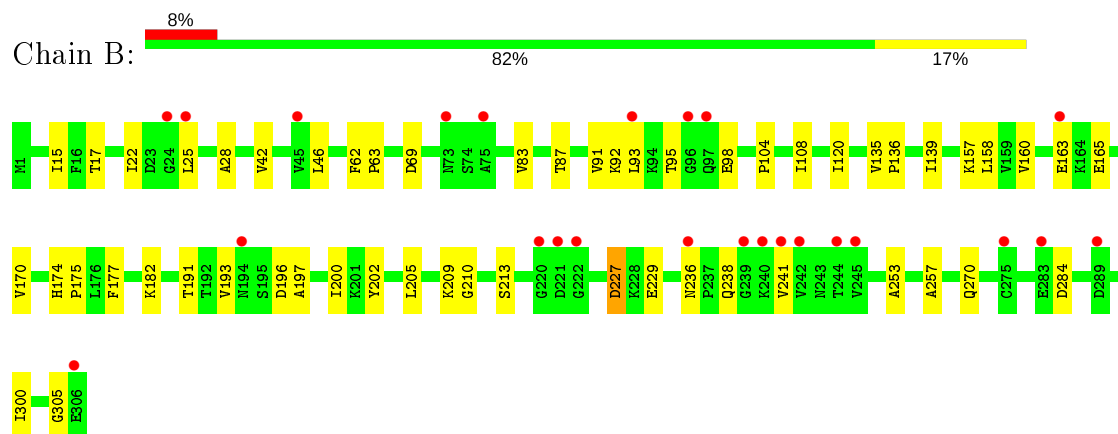 8%
Chain B:
82% 17%
M1 I15 F16 T17 I22 D23 G24 L25 A28 V42 V45 L46 F62 P63 D69 N73 S74 A75 V83 T87 V91 K92 L93 K94 T95 G96 Q97 E98 P104 I108 I120 V135 P136 I139 K157 L158 V159 V160 E163 K164 E165
V170 H174 P175 L176 F177 K182 T191 T192 V193 N194 S195 D196 A197 I200 K201 Y202 L205 K209 G210 S213 G220 D221 G222 D227 K228 E229 N236 P237 Q238 G239 K240 V241 V242 N243 T244 V245 A253 A257 Q270 C275 E283 D284 D289
I300 G305 E306